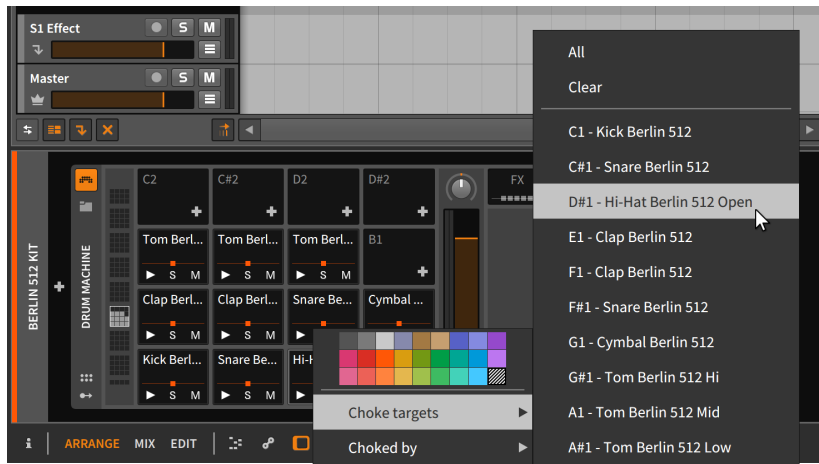 S1 Effect
S M
Master
S M
All
Clear
C1 - Kick Berlin 512
C#1 - Snare Berlin 512
D#1 - Hi-Hat Berlin 512 Open
E1 - Clap Berlin 512
F1 - Clap Berlin 512
F#1 - Snare Berlin 512
G1 - Cymbal Berlin 512
G#1 - Tom Berlin 512 Hi
A1 - Tom Berlin 512 Mid
A#1 - Tom Berlin 512 Low
BERLIN 512 KIT
DRUM MACHINE
C2 C#2 D2 D#2 FX
Tom Berl... Tom Berl... Tom Berl... B1
S M S M S M
Clap Berl... Clap Berl... Snare Be... Cymbal ...
S M S M
Kick Berl... Snare Be... Hi-H
S M S M
Choke targets
Choked by
i ARRANGE MIX EDIT